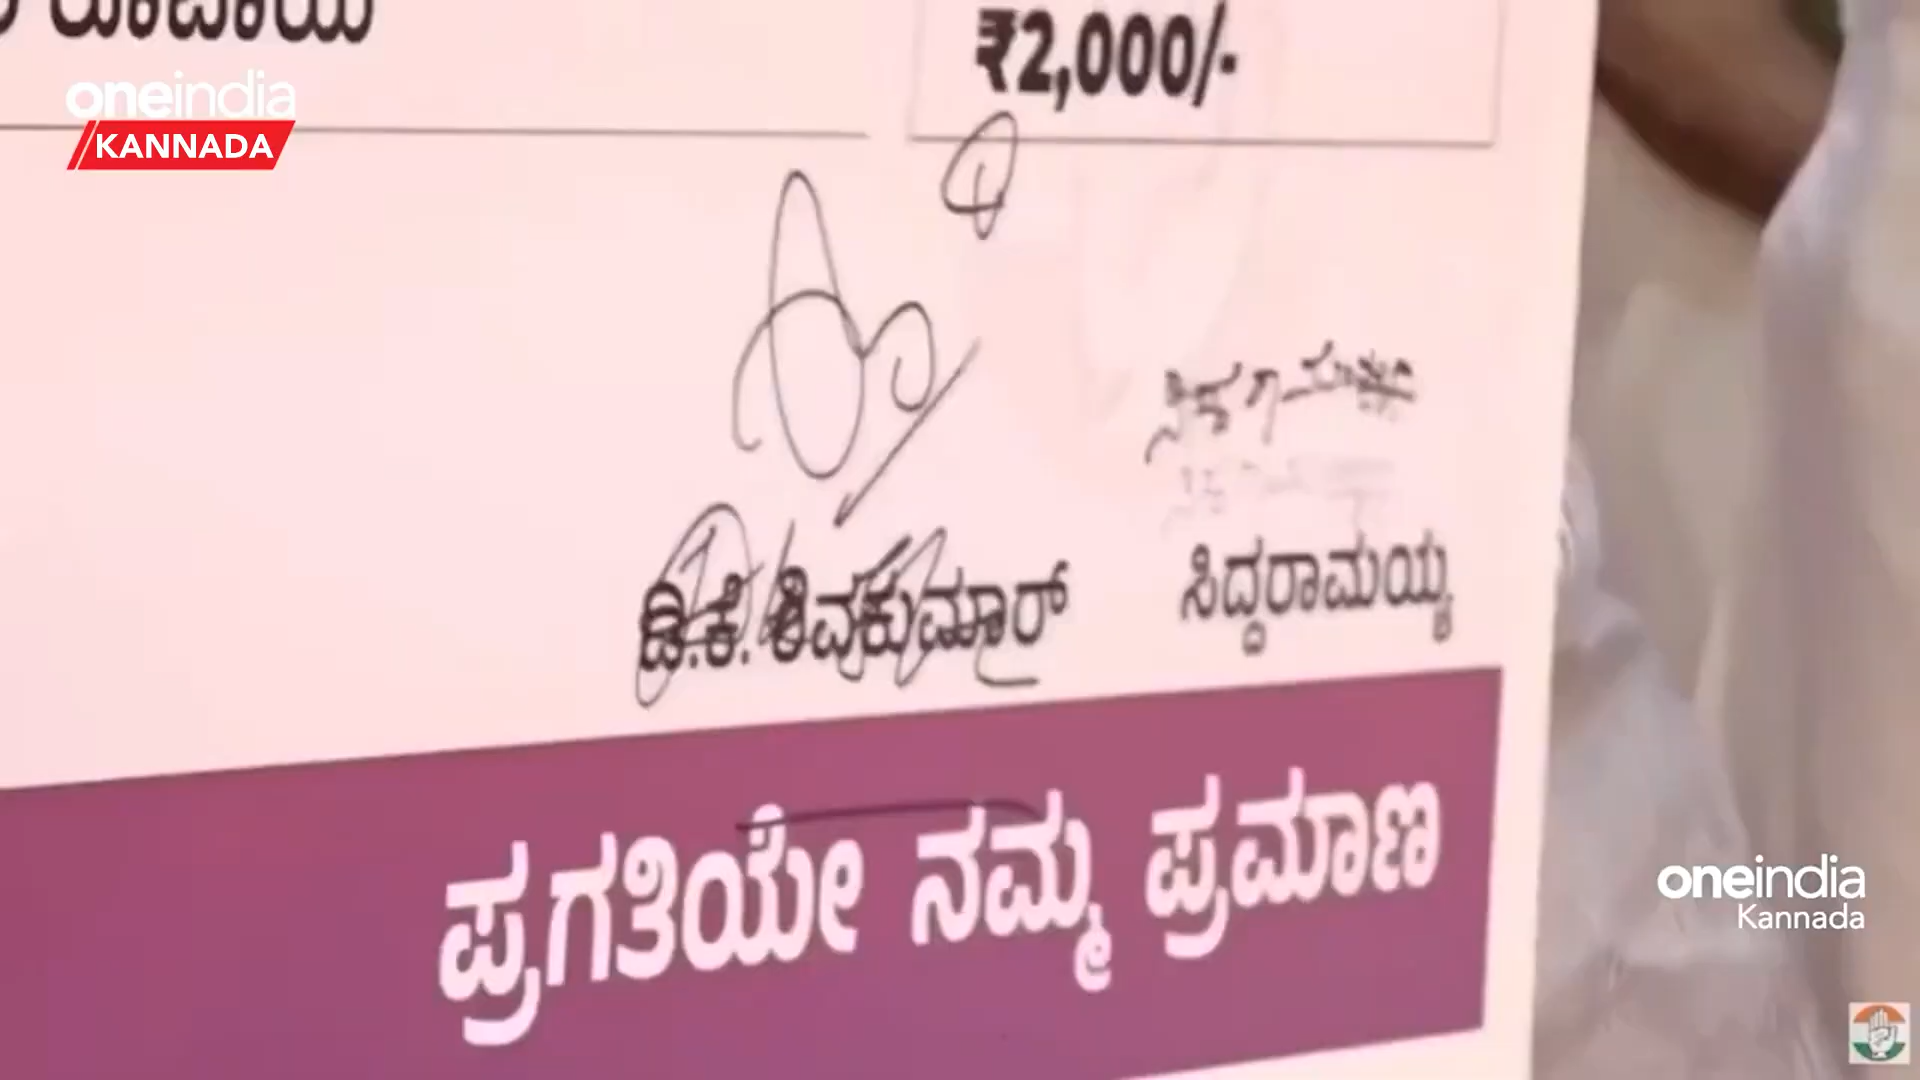 ರೂಪಾಯಿ
₹2,000/-
oneindia
KANNADA
ಡಿ.ಕೆ. ಶಿವಕುಮಾರ್
ಸಿದ್ದರಾಮಯ್ಯ
ಪ್ರಗತಿಯೇ ನಮ್ಮ ಪ್ರಮಾಣ
oneindia
Kannada